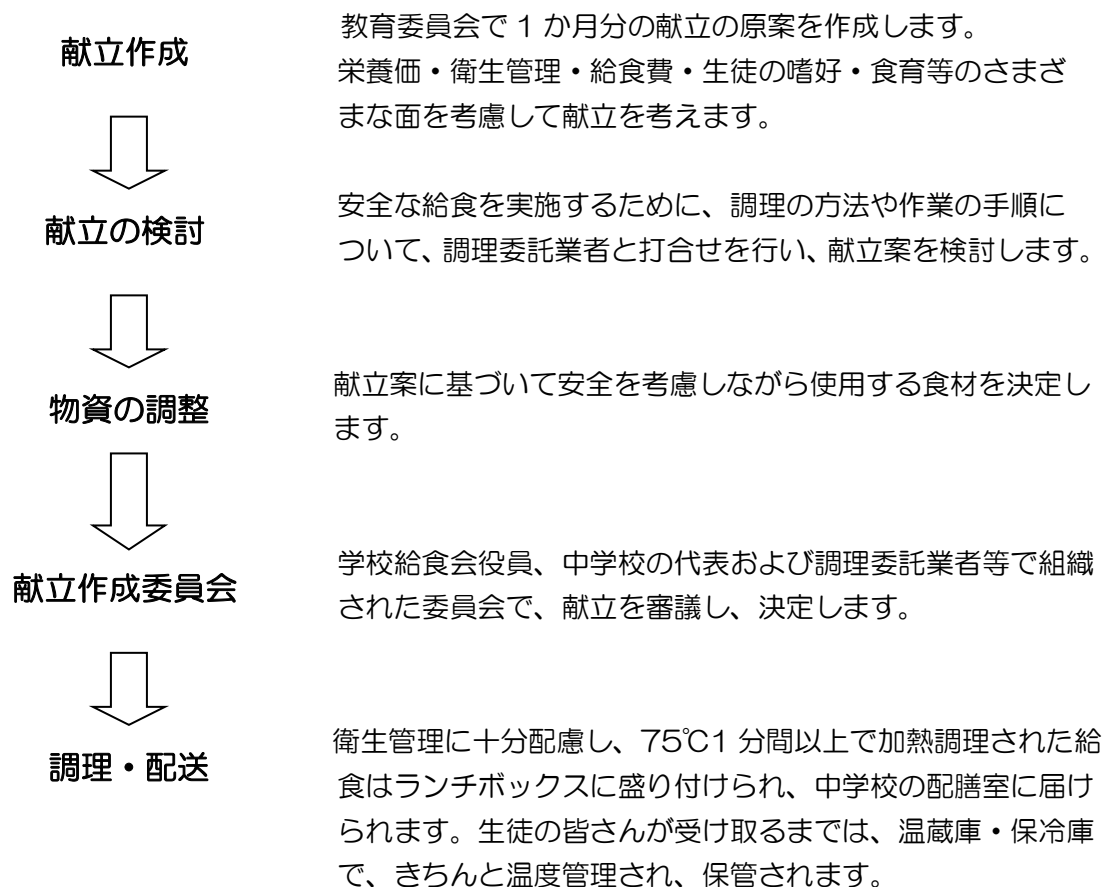 献立作成
教育委員会で1か月分の献立の原案を作成します。
栄養価・衛生管理・給食費・生徒の嗜好・食育等のさまざ
まな面を考慮して献立を考えます。
献立の検討
安全な給食を実施するために、調理の方法や作業の手順に
ついて、調理委託業者と打合せを行い、献立案を検討します。
物資の調整
献立案に基づいて安全を考慮しながら使用する食材を決定し
ます。
献立作成委員会
学校給食会役員、中学校の代表および調理委託業者等で組織
された委員会で、献立を審議し、決定します。
調理・配送
衛生管理に十分配慮し、75℃1分間以上で加熱調理された給
食はランチボックスに盛り付けられ、中学校の配膳室に届け
られます。生徒の皆さんが受け取るまでは、温蔵庫・保冷庫
で、きちんと温度管理され、保管されます。